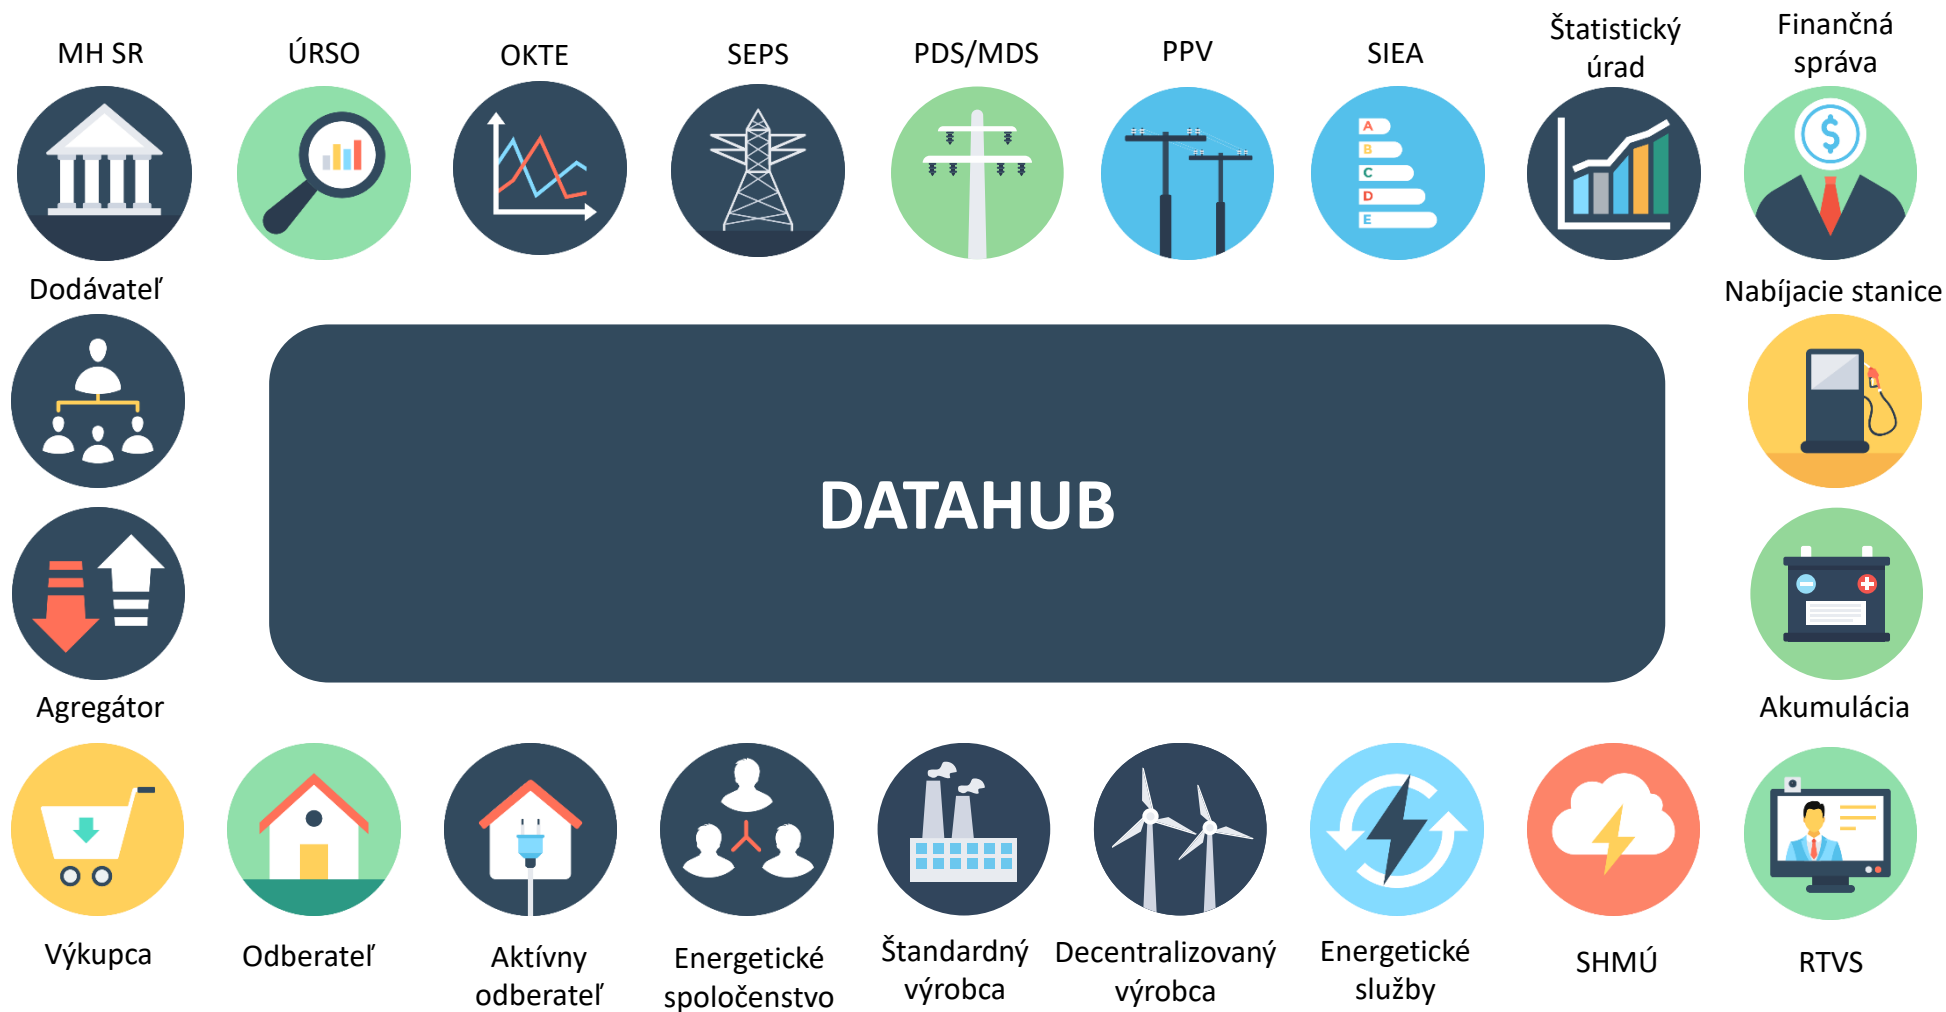 MH SR
ÚRSO
OKTE
SEPS
PDS/MDS
PPV
SIEA
Štatistický
úrad
Finančná
správa
A
B
C
D
E
$
Dodávateľ
Nabíjacie stanice
DATAHUB
Agregátor
Akumulácia
Výkupca
Odberateľ
Aktívny
odberateľ
Energetické
spoločenstvo
Štandardný
výrobca
Decentralizovaný
výrobca
Energetické
služby
SHMÚ
RTVS